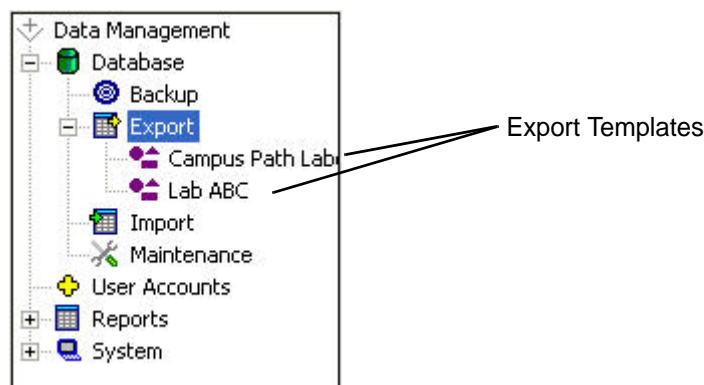 Data Management
Database
Backup
Export
Export Templates
Campus Path Lab
Lab ABC
Import
Maintenance
User Accounts
Reports
System